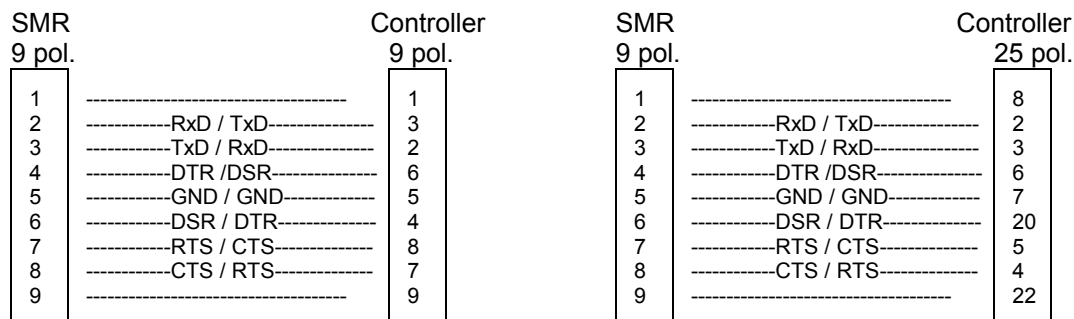 SMR Controller SMR Controller
9 pol. 9 pol. 9 pol. 25 pol.
1 ------------------------------------- 1 1 ------------------------------------- 8
2 ------------RxD / TxD--------------- 3 2 ------------RxD / TxD--------------- 2
3 ------------TxD / RxD--------------- 2 3 ------------TxD / RxD--------------- 3
4 ------------DTR /DSR--------------- 6 4 ------------DTR /DSR--------------- 6
5 ------------GND / GND------------- 5 5 ------------GND / GND------------- 7
6 ------------DSR / DTR-------------- 4 6 ------------DSR / DTR-------------- 20
7 ------------RTS / CTS-------------- 8 7 ------------RTS / CTS-------------- 5
8 ------------CTS / RTS-------------- 7 8 ------------CTS / RTS-------------- 4
9 ------------------------------------- 9 9 ------------------------------------- 22